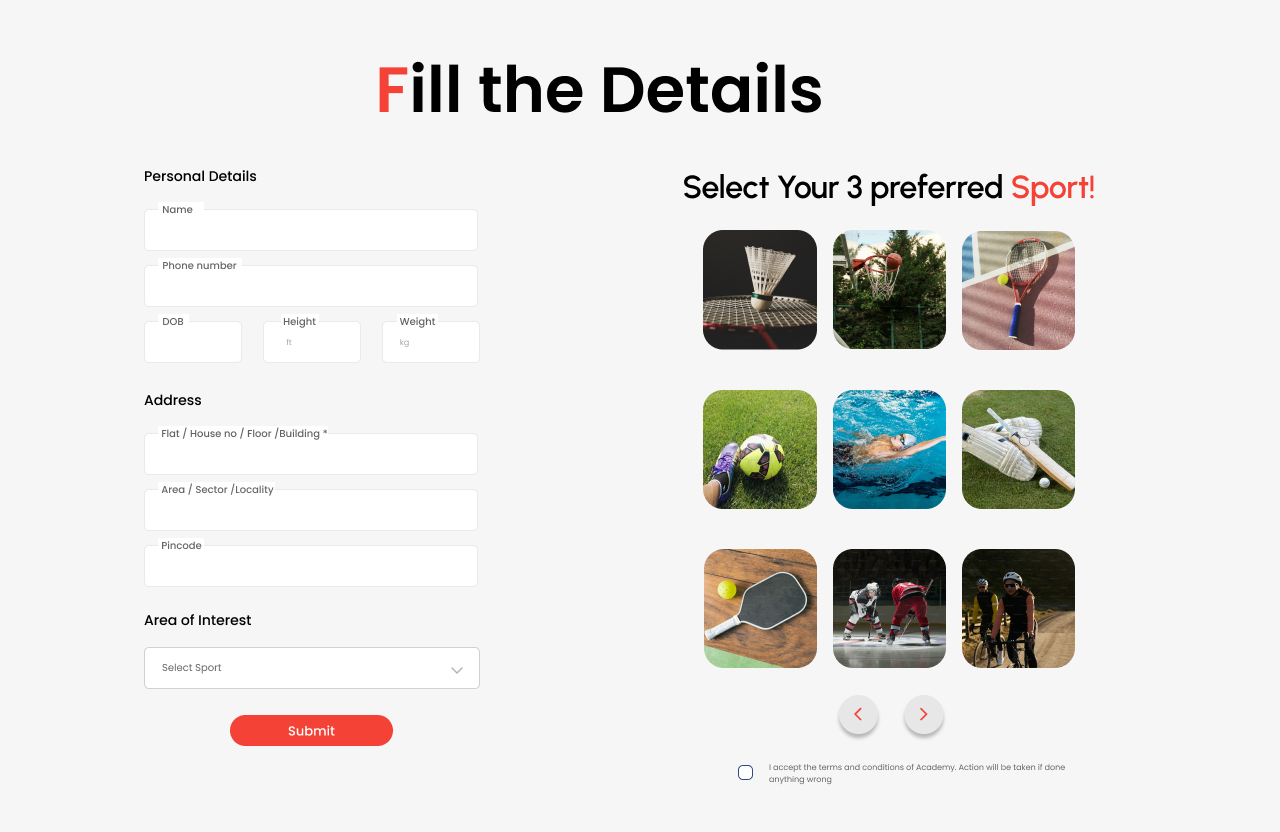 Fill the Details
Personal Details
Name
Phone number
DOB
Height
Weight
ft
kg
Address
Flat / House no / Floor /Building *
Area / Sector /Locality
Pincode
Area of Interest
Select Sport
Submit
Select Your 3 preferred Sport!
I accept the terms and conditions of Academy. Action will be taken if done
anything wrong